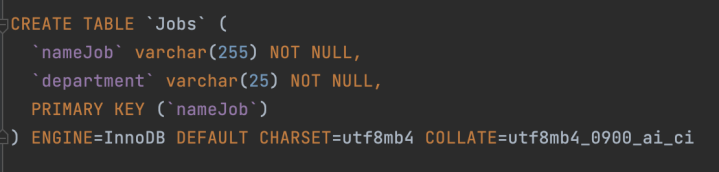 CREATE TABLE `Jobs` (
`nameJob` varchar(255) NOT NULL,
`department` varchar(25) NOT NULL,
PRIMARY KEY (`nameJob`)
) ENGINE=InnoDB DEFAULT CHARSET=utf8mb4 COLLATE=utf8mb4_0900_ai_ci